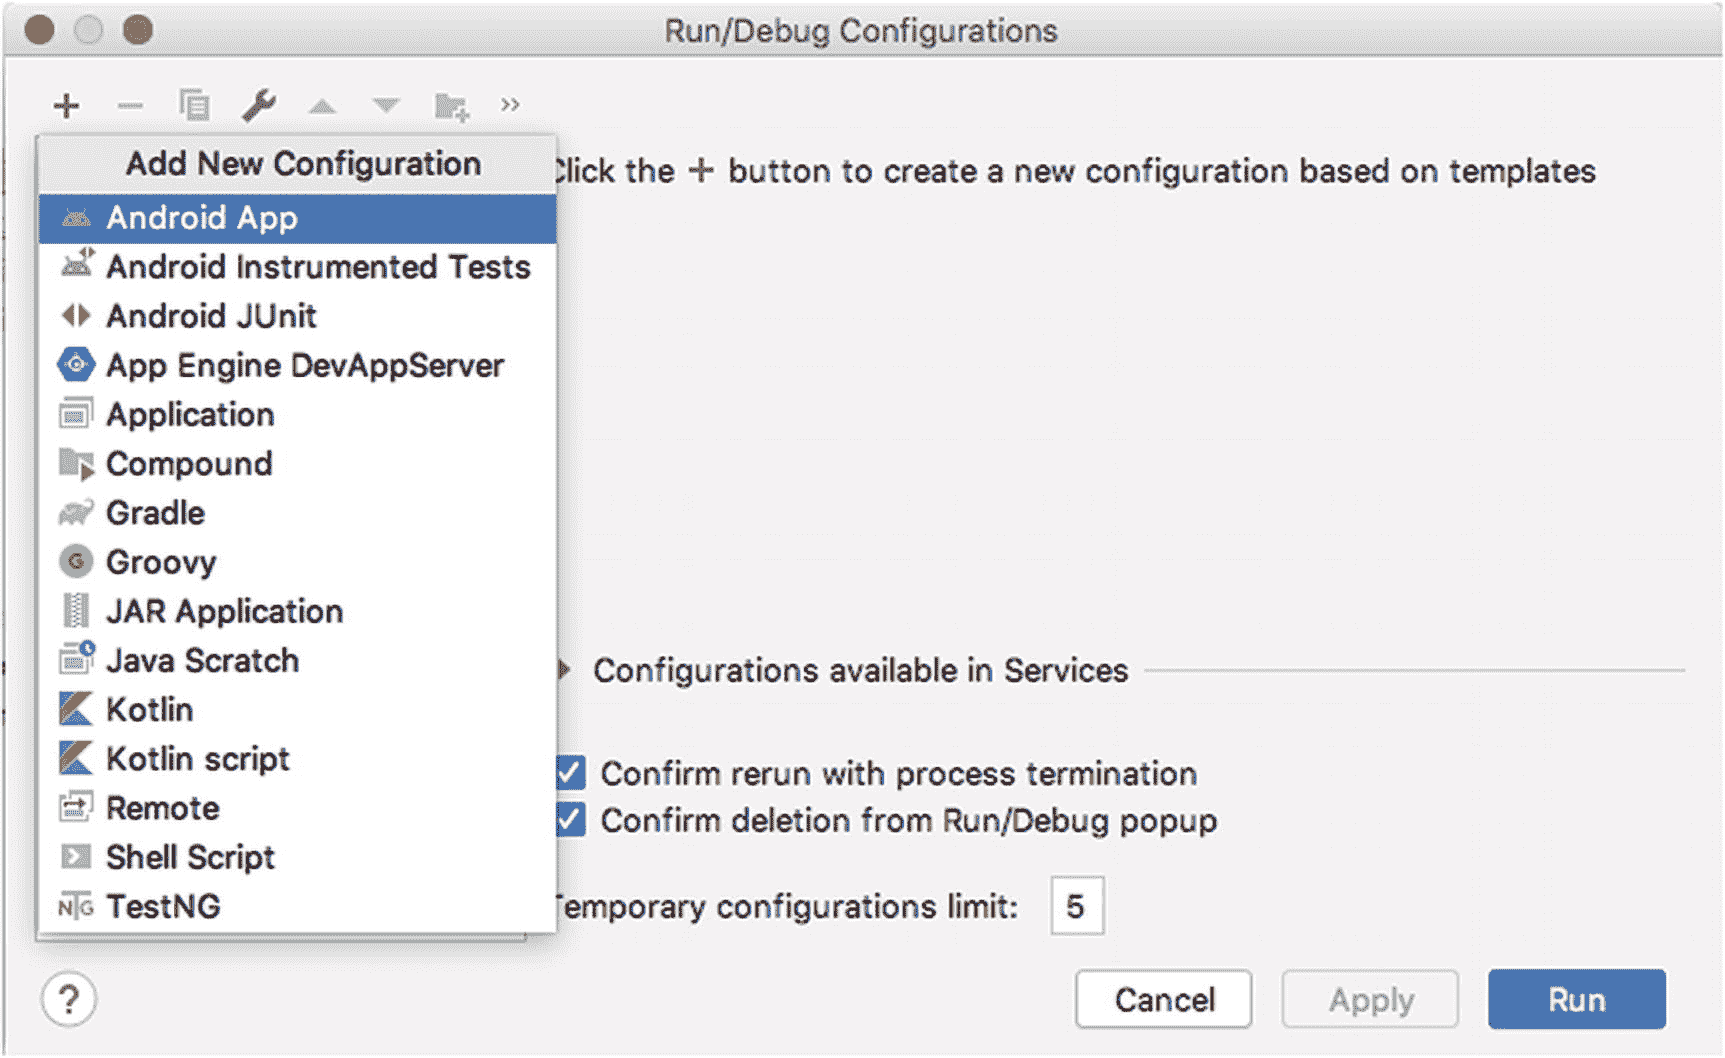 Run/Debug Configurations
Add New Configuration
Click the + button to create a new configuration based on templates
Android App
Android Instrumented Tests
Android JUnit
App Engine DevAppServer
Application
Compound
Gradle
G Groovy
JAR Application
Java Scratch
Configurations available in Services
Kotlin
Kotlin script
Confirm rerun with process termination
Remote
Confirm deletion from Run/Debug popup
Shell Script
NTG TestNG
Temporary configurations limit: 5
? Cancel Apply Run